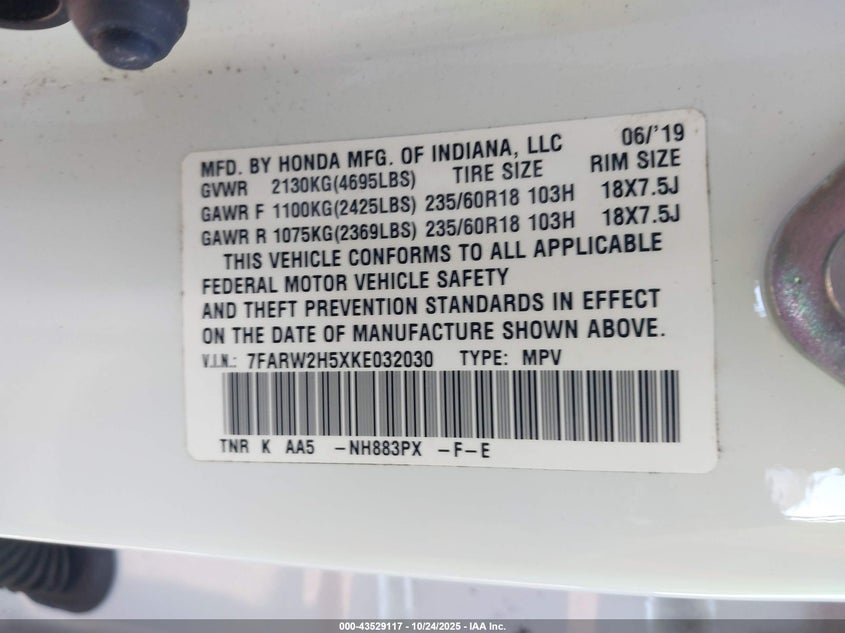 MFD. BY HONDA MFG. OF INDIANA, LLC 06/'19
GVWR 2130KG(4695LBS) TIRE SIZE RIM SIZE
GAWR F 1100KG(2425LBS) 235/60R18 103H 18X7.5J
GAWR R 1075KG(2369LBS) 235/60R18 103H 18X7.5J
THIS VEHICLE CONFORMS TO ALL APPLICABLE
FEDERAL MOTOR VEHICLE SAFETY
AND THEFT PREVENTION STANDARDS IN EFFECT
ON THE DATE OF MANUFACTURE SHOWN ABOVE.
V.I.N.: 7FARW2H5XKE032030 TYPE: MPV
TNR K AA5 -NH883PX -F-E
000-43529117 - 10/24/2025 - IAA Inc.